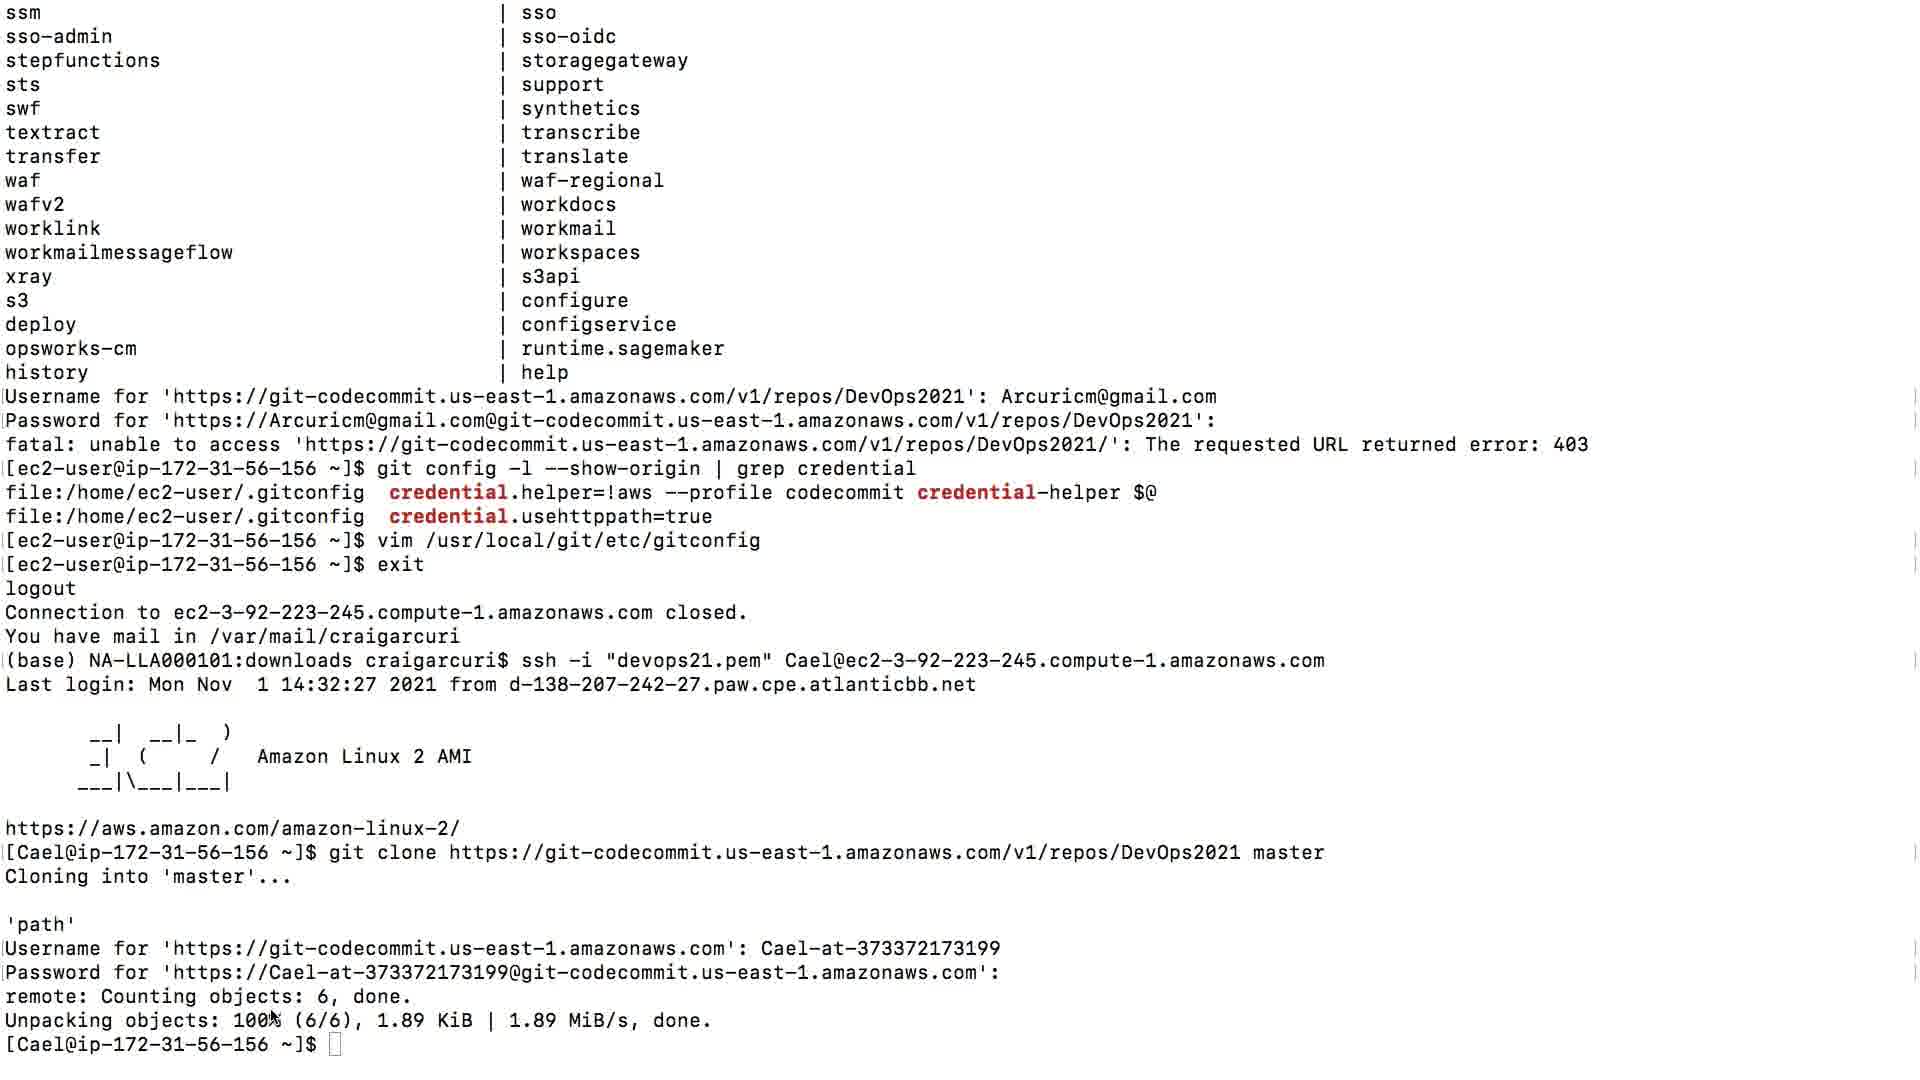 ssm | sso
sso-admin | sso-oidc
stepfunctions | storagegateway
sts | support
swf | synthetics
textract | transcribe
transfer | translate
waf | waf-regional
wafv2 | workdocs
worklink | workmail
workmailmessageflow | workspaces
xray | s3api
s3 | configure
deploy | configservice
opsworks-cm | runtime.sagemaker
history | help
Username for 'https://git-codecommit.us-east-1.amazonaws.com/v1/repos/DevOps2021': Arcuricm@gmail.com
Password for 'https://Arcuricm@gmail.com@git-codecommit.us-east-1.amazonaws.com/v1/repos/DevOps2021':
fatal: unable to access 'https://git-codecommit.us-east-1.amazonaws.com/v1/repos/DevOps2021/': The requested URL returned error: 403
[ec2-user@ip-172-31-56-156 ~]$ git config -l --show-origin | grep credential
file:/home/ec2-user/.gitconfig credential.helper=!aws --profile codecommit credential-helper $@
file:/home/ec2-user/.gitconfig credential.usehttppath=true
[ec2-user@ip-172-31-56-156 ~]$ vim /usr/local/git/etc/gitconfig
[ec2-user@ip-172-31-56-156 ~]$ exit
logout
Connection to ec2-3-92-223-245.compute-1.amazonaws.com closed.
You have mail in /var/mail/craigarcuri
(base) NA-LLA000101:downloads craigarcuri$ ssh -i "devops21.pem" Cael@ec2-3-92-223-245.compute-1.amazonaws.com
Last login: Mon Nov  1 14:32:27 2021 from d-138-207-242-27.paw.cpe.atlanticbb.net
__|  __|_  )
_|  (     /   Amazon Linux 2 AMI
___|\___|___|
https://aws.amazon.com/amazon-linux-2/
[Cael@ip-172-31-56-156 ~]$ git clone https://git-codecommit.us-east-1.amazonaws.com/v1/repos/DevOps2021 master
Cloning into 'master'...
'path'
Username for 'https://git-codecommit.us-east-1.amazonaws.com': Cael-at-373372173199
Password for 'https://Cael-at-373372173199@git-codecommit.us-east-1.amazonaws.com':
remote: Counting objects: 6, done.
Unpacking objects: 100% (6/6), 1.89 KiB | 1.89 MiB/s, done.
[Cael@ip-172-31-56-156 ~]$